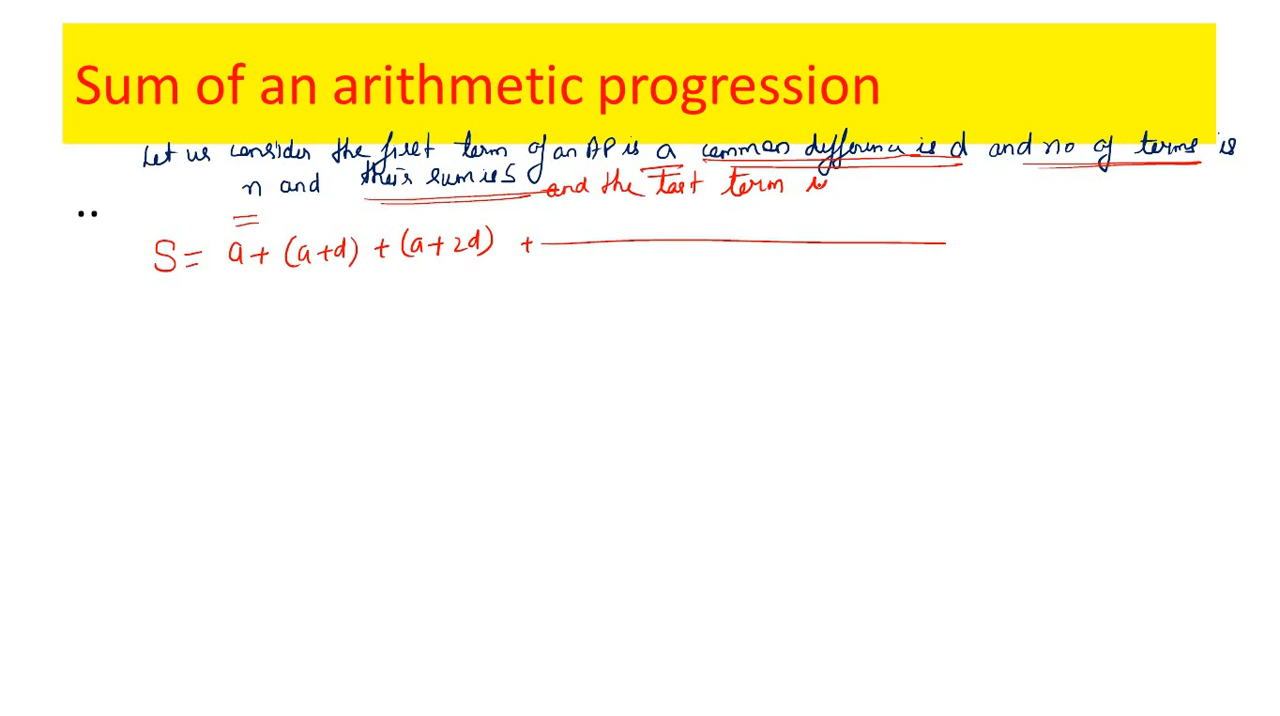 Sum of an arithmetic progression
Let us consider the first term of an AP is a common difference is d and no of terms is
n and their sum is S and the last term is
..
S = a + (a+d) + (a+2d) +